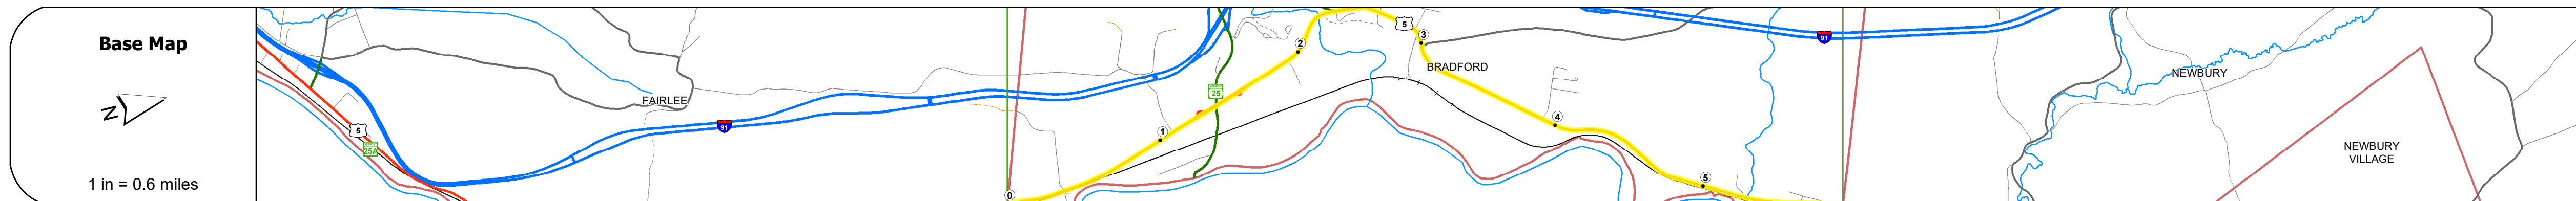 Base Map
N
1 in = 0.6 miles
5
25A
FAIRLEE
91
0
1
25
2
5
3
BRADFORD
4
5
91
NEWBURY
NEWBURY
VILLAGE